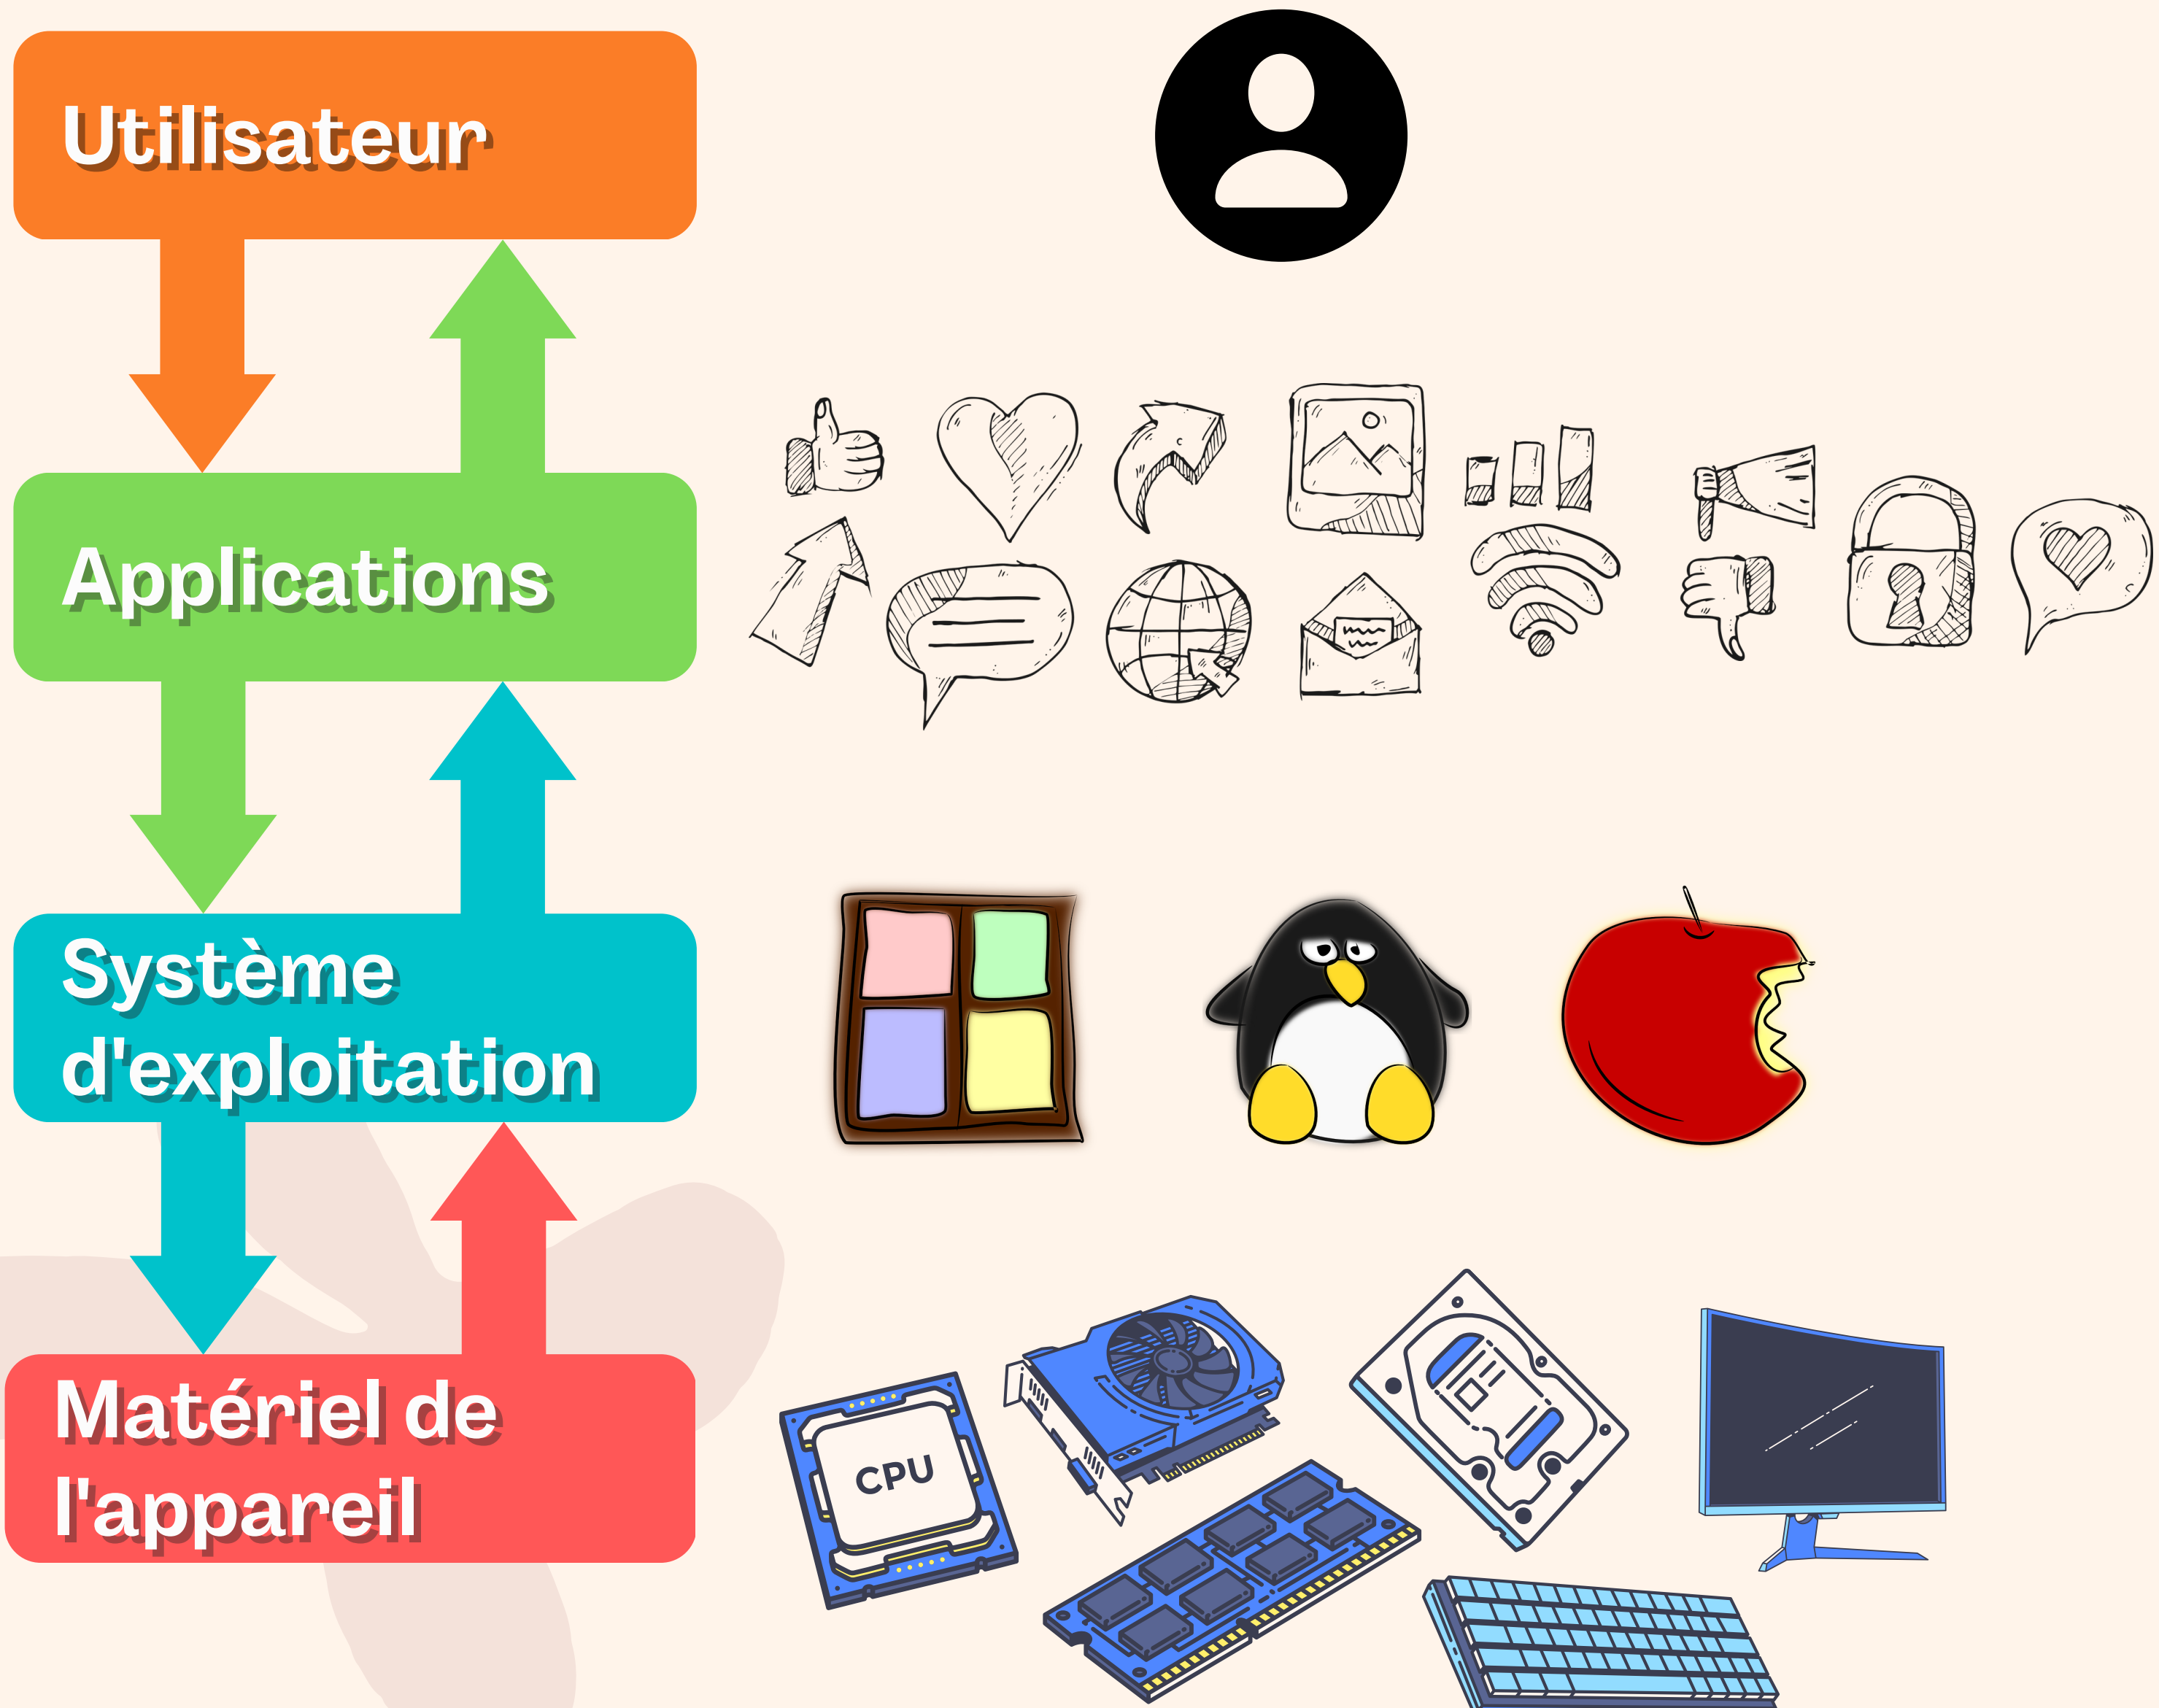 Utilisateur
Applications
Système
d'exploitation
Matériel de
l'appareil
CPU